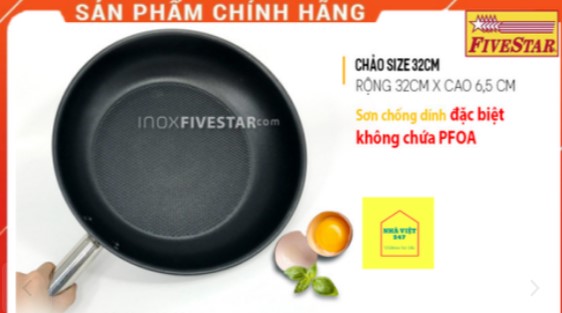 SẢN PHẨM CHÍNH HÃNG
FIVESTAR
CHẢO SIZE 32CM
RỘNG 32CM X CAO 6,5 CM
Sơn chống dính đặc biệt
không chứa PFOA
INOXFIVESTAR.com
NHÀ VIỆT
247